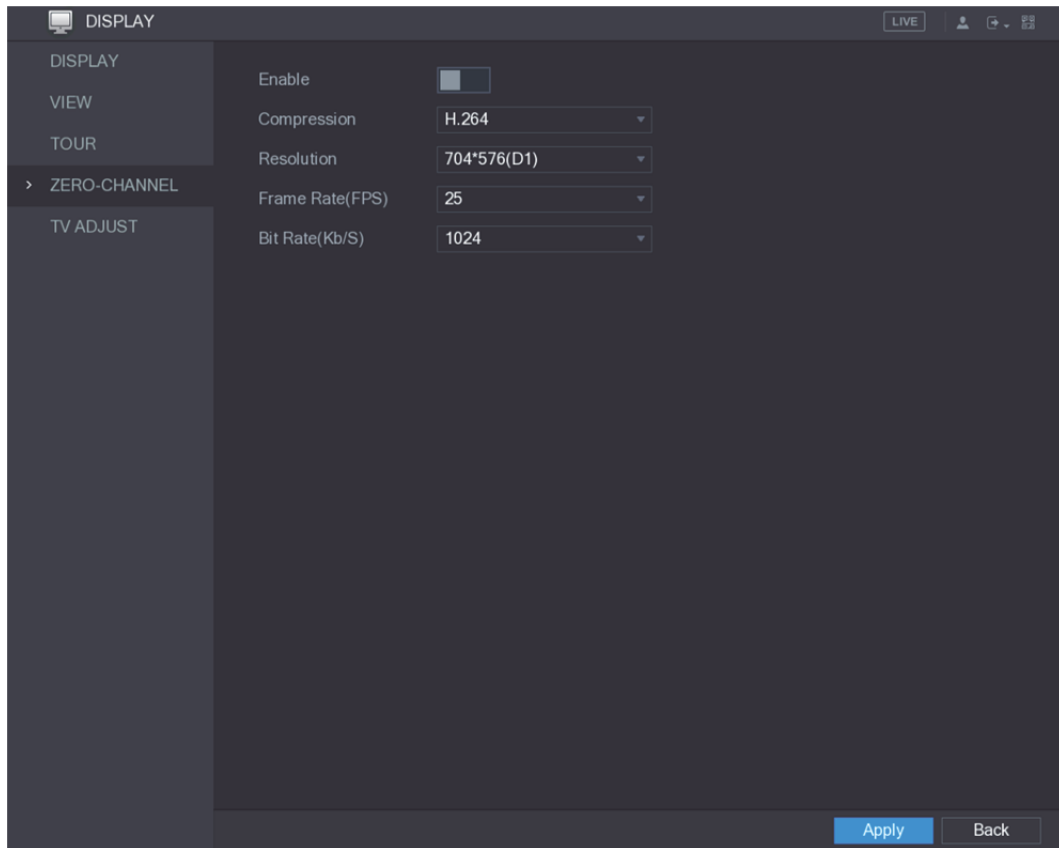 DISPLAY
LIVE
DISPLAY
VIEW
TOUR
> ZERO-CHANNEL
TV ADJUST
Enable
Compression H.264
Resolution 704*576(D1)
Frame Rate(FPS) 25
Bit Rate(Kb/S) 1024
Apply Back